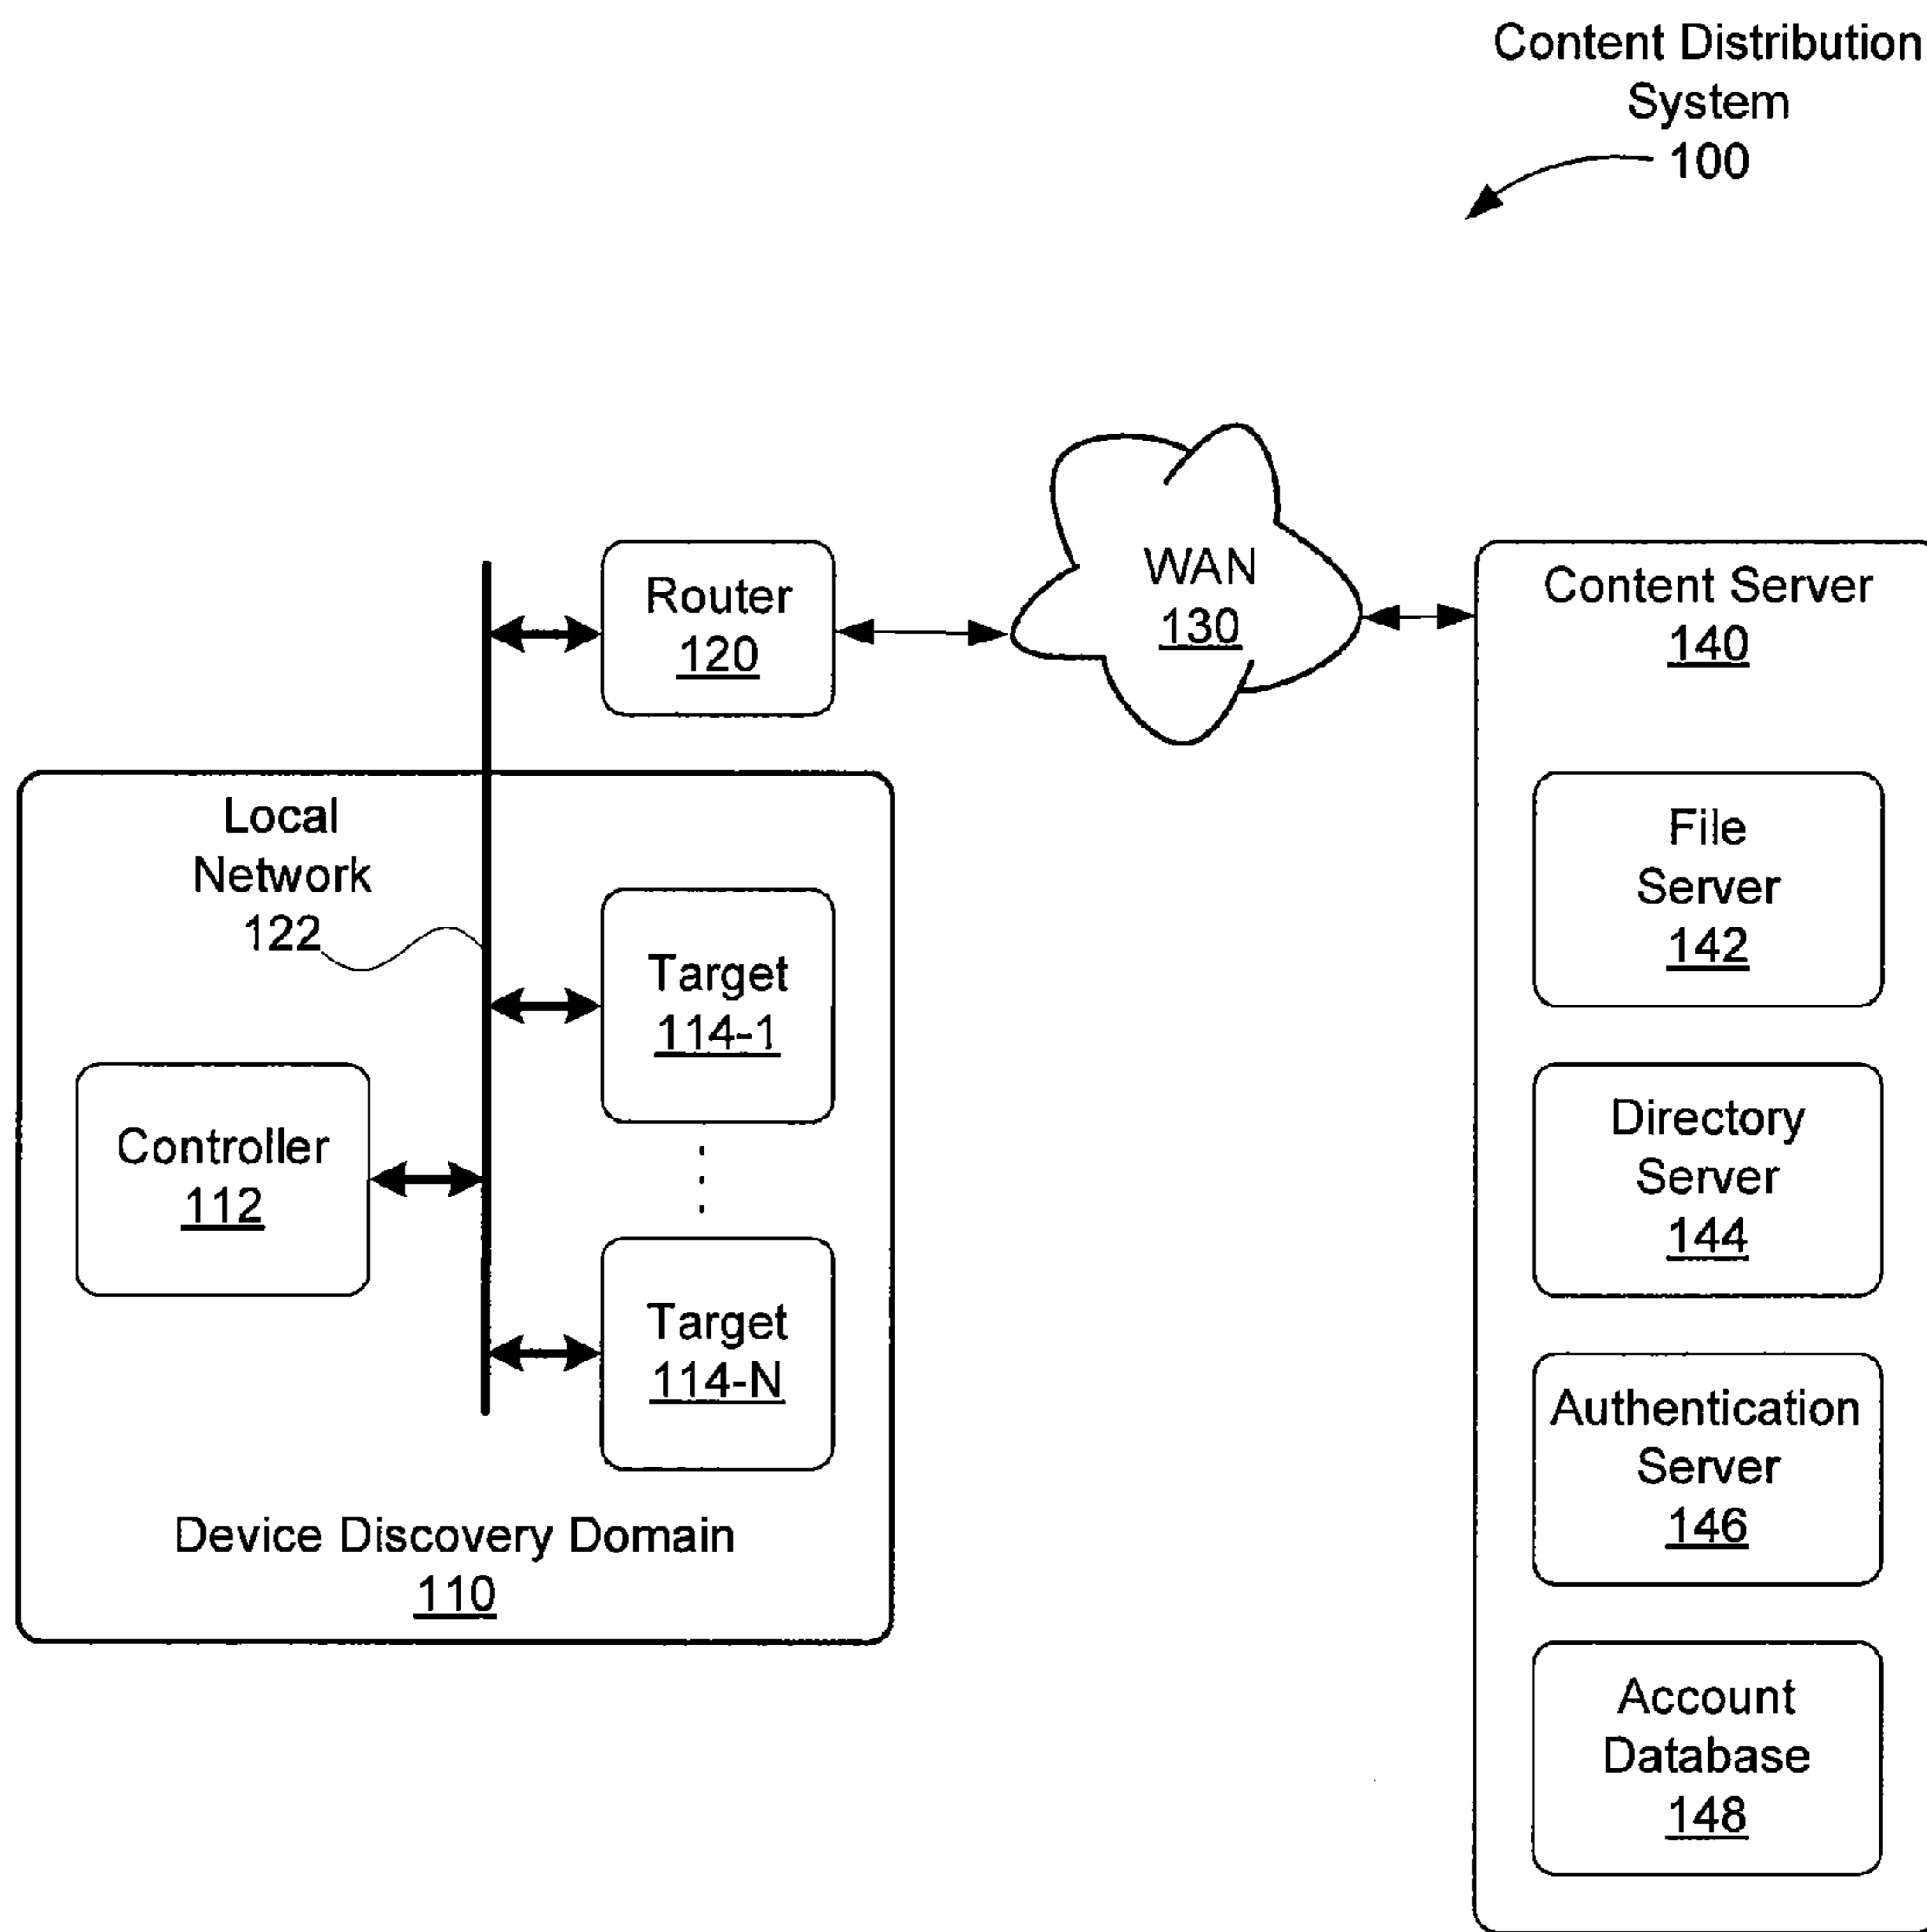 Content Distribution
System
100
WAN
130
Router
120
Content Server
140
Local
Network
122
File
Server
142
Target
114-1
Controller
112
Directory
Server
144
Target
114-N
Authentication
Server
146
Device Discovery Domain
110
Account
Database
148